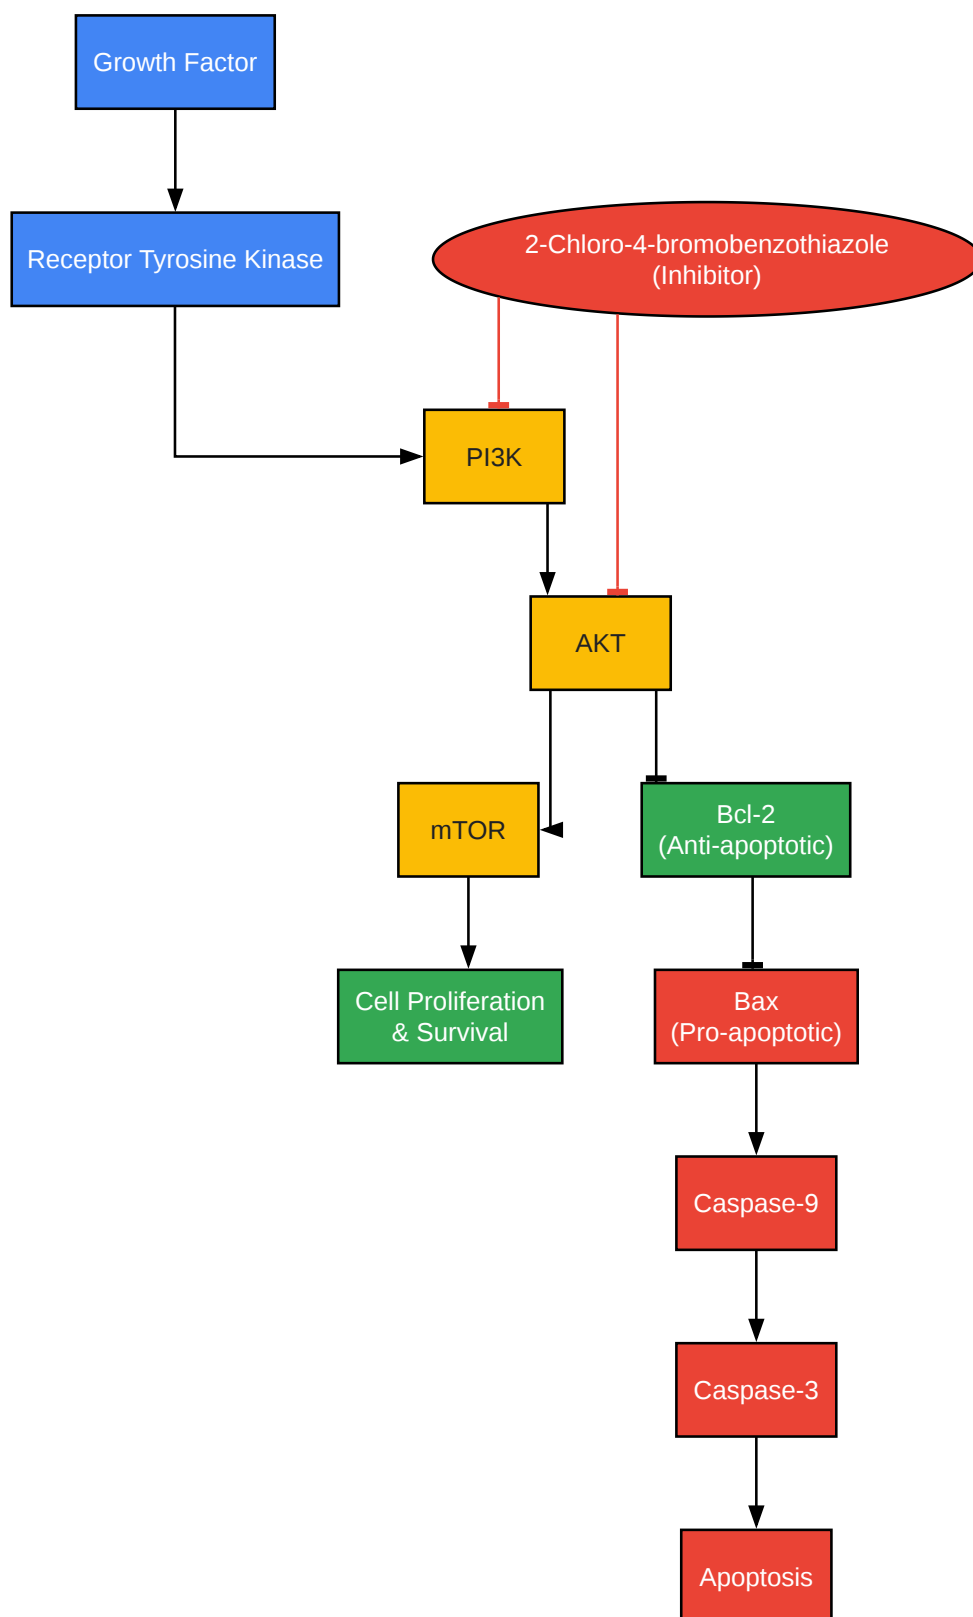 Growth Factor
Receptor Tyrosine Kinase
2-Chloro-4-bromobenzothiazole
(Inhibitor)
PI3K
AKT
mTOR
Bcl-2
(Anti-apoptotic)
Cell Proliferation
& Survival
Bax
(Pro-apoptotic)
Caspase-9
Caspase-3
Apoptosis